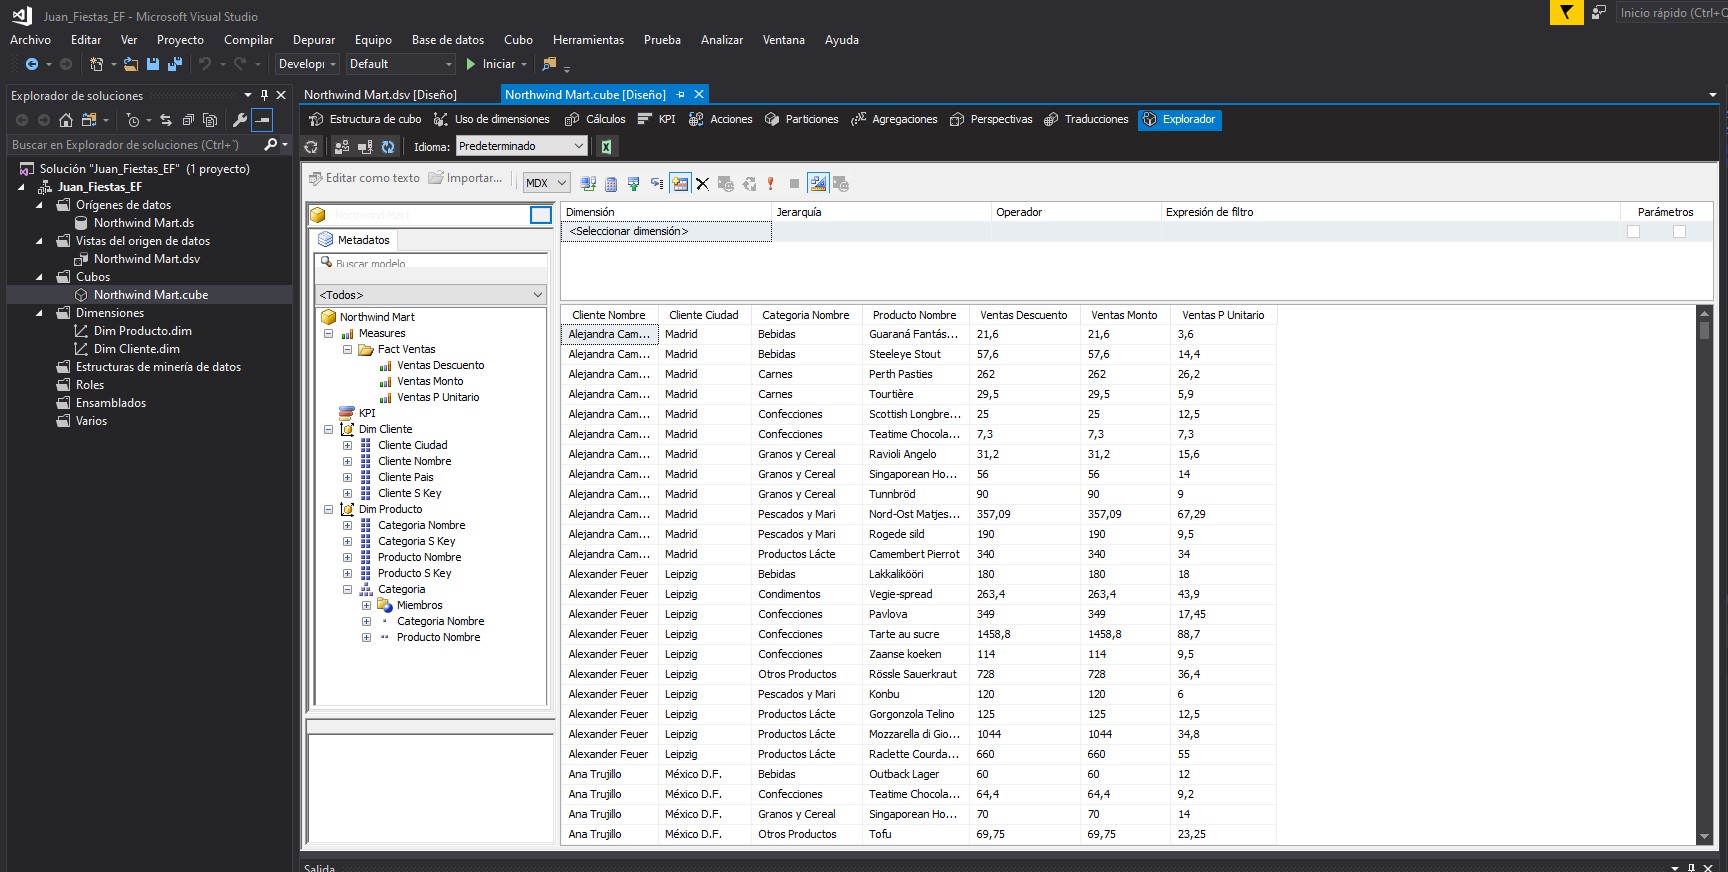 Juan_Fiestas_EF - Microsoft Visual Studio
Inicio rápido (Ctrl+
Archivo Editar Ver Proyecto Compilar Depurar Equipo Base de datos Cubo Herramientas Prueba Analizar Ventana Ayuda
Develop Default Iniciar
Explorador de soluciones
Northwind Mart.dsv [Diseño] Northwind Mart.cube [Diseño]
Estructura de cubo Uso de dimensiones Cálculos KPI Acciones Particiones Agregaciones Perspectivas Traducciones Explorador
Buscar en Explorador de soluciones (Ctrl+¨)
Idioma: Predeterminado
Solución "Juan_Fiestas_EF" (1 proyecto)
Juan_Fiestas_EF
Orígenes de datos
Northwind Mart.ds
Vistas del origen de datos
Northwind Mart.dsv
Cubos
Northwind Mart.cube
Dimensiones
Dim Producto.dim
Dim Cliente.dim
Estructuras de minería de datos
Roles
Ensamblados
Varios
Editar como texto Importar... MDX
Northwind Mart
Metadatos
Buscar modelo
<Todos>
Northwind Mart
Measures
Fact Ventas
Ventas Descuento
Ventas Monto
Ventas P Unitario
KPI
Dim Cliente
Cliente Ciudad
Cliente Nombre
Cliente Pais
Cliente S Key
Dim Producto
Categoria Nombre
Categoria S Key
Producto Nombre
Producto S Key
Categoria
Miembros
Categoria Nombre
Producto Nombre
Dimensión Jerarquía Operador Expresión de filtro Parámetros
<Seleccionar dimensión>
Cliente Nombre Cliente Ciudad Categoria Nombre Producto Nombre Ventas Descuento Ventas Monto Ventas P Unitario
Alejandra Cam... Madrid Bebidas Guaraná Fantás... 21,6 21,6 3,6
Alejandra Cam... Madrid Bebidas Steeleye Stout 57,6 57,6 14,4
Alejandra Cam... Madrid Carnes Perth Pasties 262 262 26,2
Alejandra Cam... Madrid Carnes Tourtière 29,5 29,5 5,9
Alejandra Cam... Madrid Confecciones Scottish Longbre... 25 25 12,5
Alejandra Cam... Madrid Confecciones Teatime Chocola... 7,3 7,3 7,3
Alejandra Cam... Madrid Granos y Cereal Ravioli Angelo 31,2 31,2 15,6
Alejandra Cam... Madrid Granos y Cereal Singaporean Ho... 56 56 14
Alejandra Cam... Madrid Granos y Cereal Tunnbröd 90 90 9
Alejandra Cam... Madrid Pescados y Mari Nord-Ost Matjes... 357,09 357,09 67,29
Alejandra Cam... Madrid Pescados y Mari Rogede sild 190 190 9,5
Alejandra Cam... Madrid Productos Lácte Camembert Pierrot 340 340 34
Alexander Feuer Leipzig Bebidas Lakkalikööri 180 180 18
Alexander Feuer Leipzig Condimentos Vegie-spread 263,4 263,4 43,9
Alexander Feuer Leipzig Confecciones Pavlova 349 349 17,45
Alexander Feuer Leipzig Confecciones Tarte au sucre 1458,8 1458,8 88,7
Alexander Feuer Leipzig Confecciones Zaanse koeken 114 114 9,5
Alexander Feuer Leipzig Otros Productos Rössle Sauerkraut 728 728 36,4
Alexander Feuer Leipzig Pescados y Mari Konbu 120 120 6
Alexander Feuer Leipzig Productos Lácte Gorgonzola Telino 125 125 12,5
Alexander Feuer Leipzig Productos Lácte Mozzarella di Gio... 1044 1044 34,8
Alexander Feuer Leipzig Productos Lácte Raclette Courda... 660 660 55
Ana Trujillo México D.F. Bebidas Outback Lager 60 60 12
Ana Trujillo México D.F. Confecciones Teatime Chocola... 64,4 64,4 9,2
Ana Trujillo México D.F. Granos y Cereal Singaporean Ho... 70 70 14
Ana Trujillo México D.F. Otros Productos Tofu 69,75 69,75 23,25
Salida